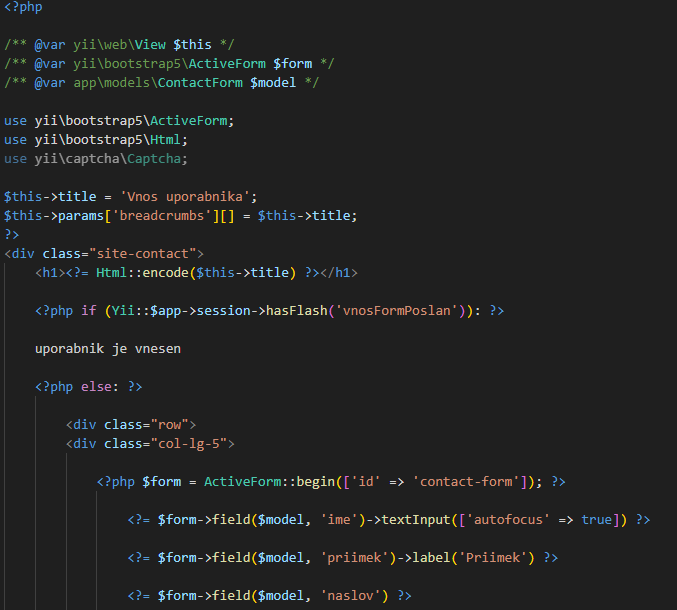 <?php
/** @var yii\web\View $this */
/** @var yii\bootstrap5\ActiveForm $form */
/** @var app\models\ContactForm $model */
use yii\bootstrap5\ActiveForm;
use yii\bootstrap5\Html;
use yii\captcha\Captcha;
$this->title = 'Vnos uporabnika';
$this->params['breadcrumbs'][] = $this->title;
?>
<div class="site-contact">
<h1><?= Html::encode($this->title) ?></h1>
<?php if (Yii::$app->session->hasFlash('vnosFormPoslan')): ?>
uporabnik je vnesen
<?php else: ?>
<div class="row">
<div class="col-lg-5">
<?php $form = ActiveForm::begin(['id' => 'contact-form']); ?>
<?= $form->field($model, 'ime')->textInput(['autofocus' => true]) ?>
<?= $form->field($model, 'priimek')->label('Priimek') ?>
<?= $form->field($model, 'naslov') ?>